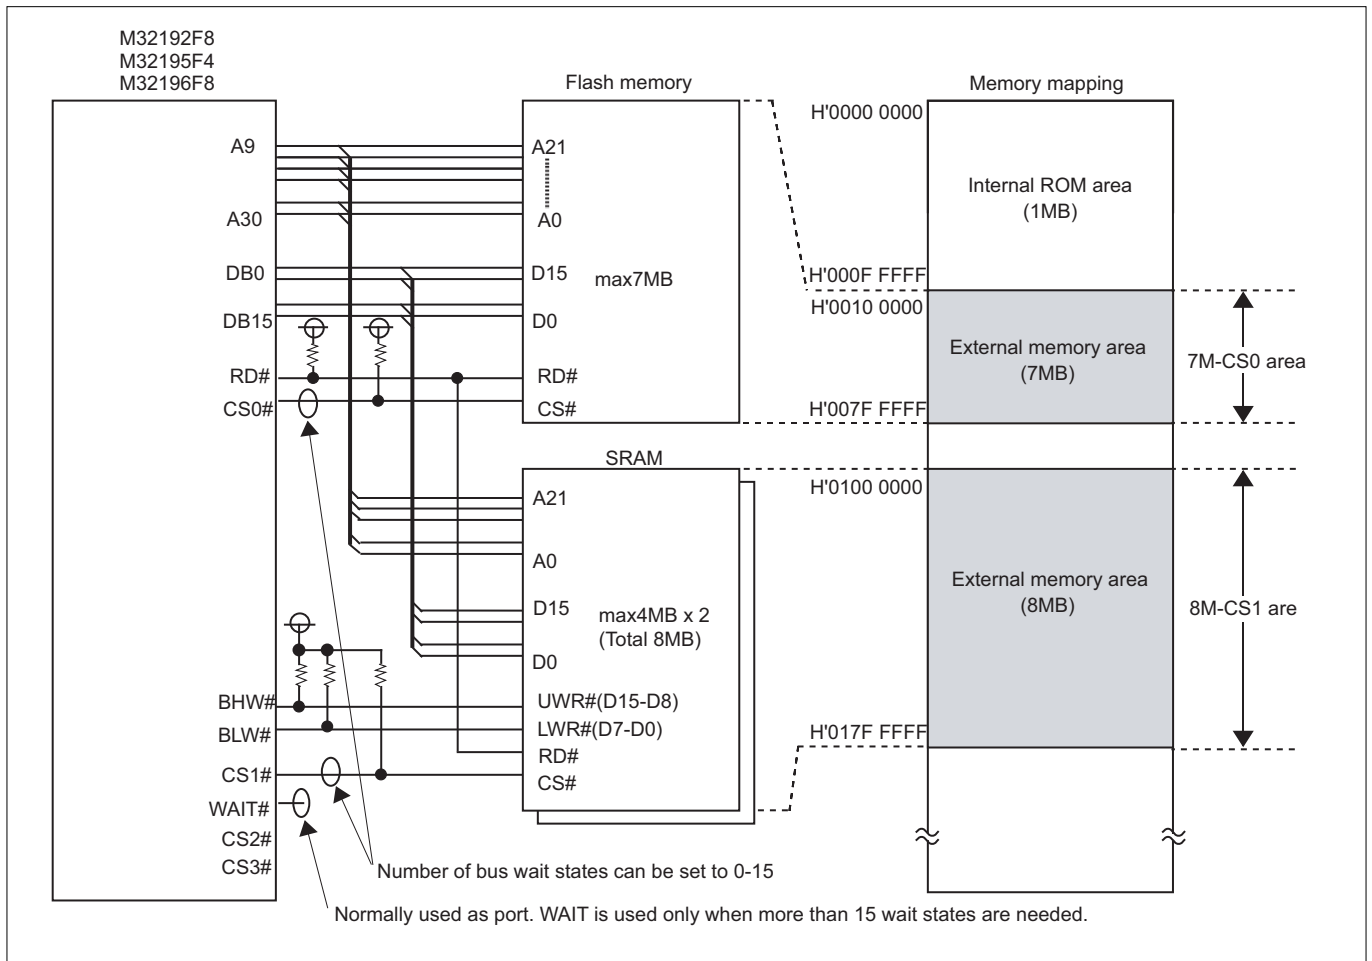 M32192F8
M32195F4
M32196F8
Flash memory
Memory mapping
H'0000 0000
A9
A21
Internal ROM area
(1MB)
A30
A0
DB0
D15
max7MB
H'000F FFFF
H'0010 0000
DB15
D0
External memory area
(7MB)
7M-CS0 area
RD#
RD#
CS0#
CS#
H'007F FFFF
SRAM
H'0100 0000
A21
A0
External memory area
(8MB)
8M-CS1 are
D15
max4MB x 2
(Total 8MB)
D0
BHW#
UWR#(D15-D8)
BLW#
LWR#(D7-D0)
H'017F FFFF
RD#
CS1#
CS#
WAIT#
CS2#
CS3#
Number of bus wait states can be set to 0-15
Normally used as port. WAIT is used only when more than 15 wait states are needed.